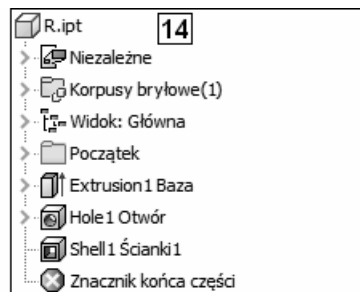 R.ipt
14
Niezależne
Korpusy bryłowe(1)
Widok: Główna
Początek
Extrusion1 Baza
Hole1 Otwór
Shell1 Ścianki1
Znacznik końca części